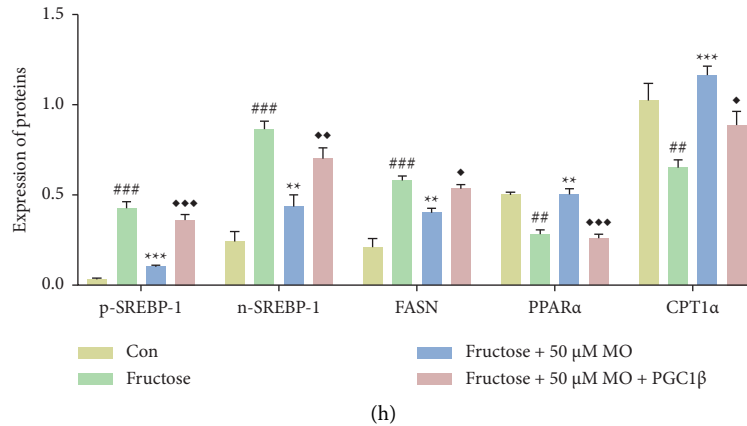 1.5
1.0
0.5
0.0
Expression of proteins
###
***
◆◆◆
###
**
◆◆
###
**
◆
##
**
◆◆◆
##
***
◆
p-SREBP-1 n-SREBP-1 FASN PPARα CPT1α
Con
Fructose
Fructose + 50 μM MO
Fructose + 50 μM MO + PGC1β
(h)